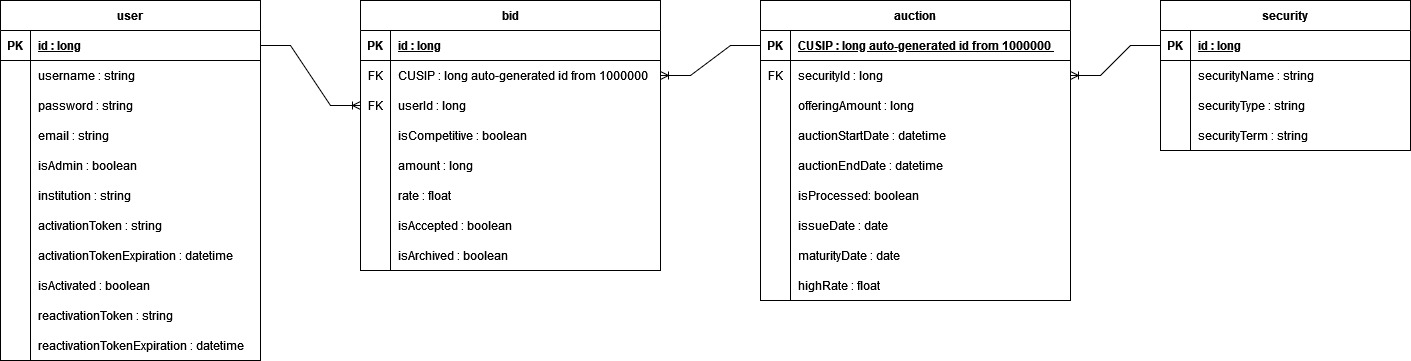 user
PK id : long
username : string
password : string
email : string
isAdmin : boolean
institution : string
activationToken : string
activationTokenExpiration : datetime
isActivated : boolean
reactivationToken : string
reactivationTokenExpiration : datetime
bid
PK id : long
FK CUSIP : long auto-generated id from 1000000
FK userId : long
isCompetitive : boolean
amount : long
rate : float
isAccepted : boolean
isArchived : boolean
auction
PK CUSIP : long auto-generated id from 1000000
FK securityId : long
offeringAmount : long
auctionStartDate : datetime
auctionEndDate : datetime
isProcessed: boolean
issueDate : date
maturityDate : date
highRate : float
security
PK id : long
securityName : string
securityType : string
securityTerm : string